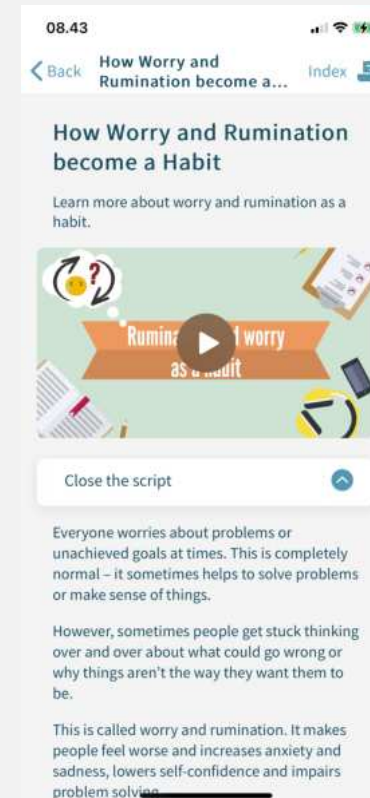 08.43
Back
How Worry and
Rumination become a...
Index
How Worry and Rumination
become a Habit
Learn more about worry and rumination as a
habit.
?
worry
as a
Close the script
Everyone worries about problems or
unachieved goals at times. This is completely
normal – it sometimes helps to solve problems
or make sense of things.
However, sometimes people get stuck thinking
over and over about what could go wrong or
why things aren't the way they want them to
be.
This is called worry and rumination. It makes
people feel worse and increases anxiety and
sadness, lowers self-confidence and impairs
problem solving